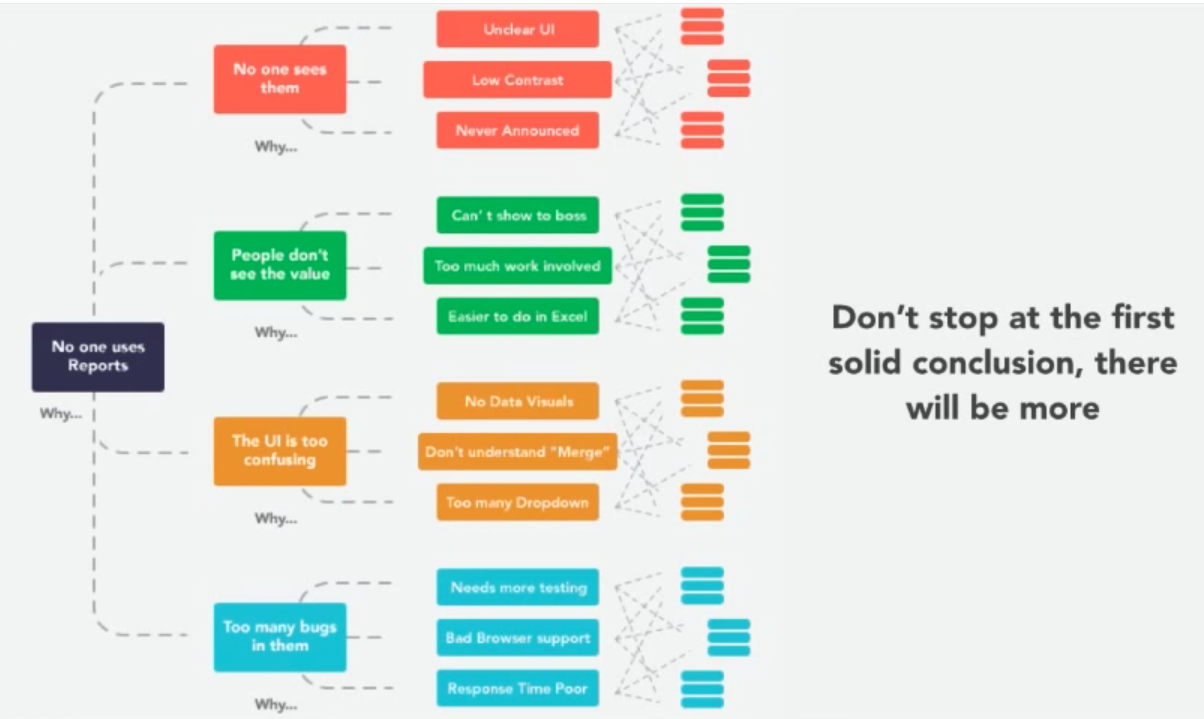 Unclear UI
No one sees
them
Low Contrast
Never Announced
Why...
Can' t show to boss
People don't
see the value
Too much work involved
Easier to do in Excel
Why...
No one uses
Reports
Why...
Don't stop at the first
solid conclusion, there
will be more
No Data Visuals
The UI is too
confusing
Don't understand "Merge"
Too many Dropdown
Why...
Needs more testing
Too many bugs
in them
Bad Browser support
Response Time Poor
Why...